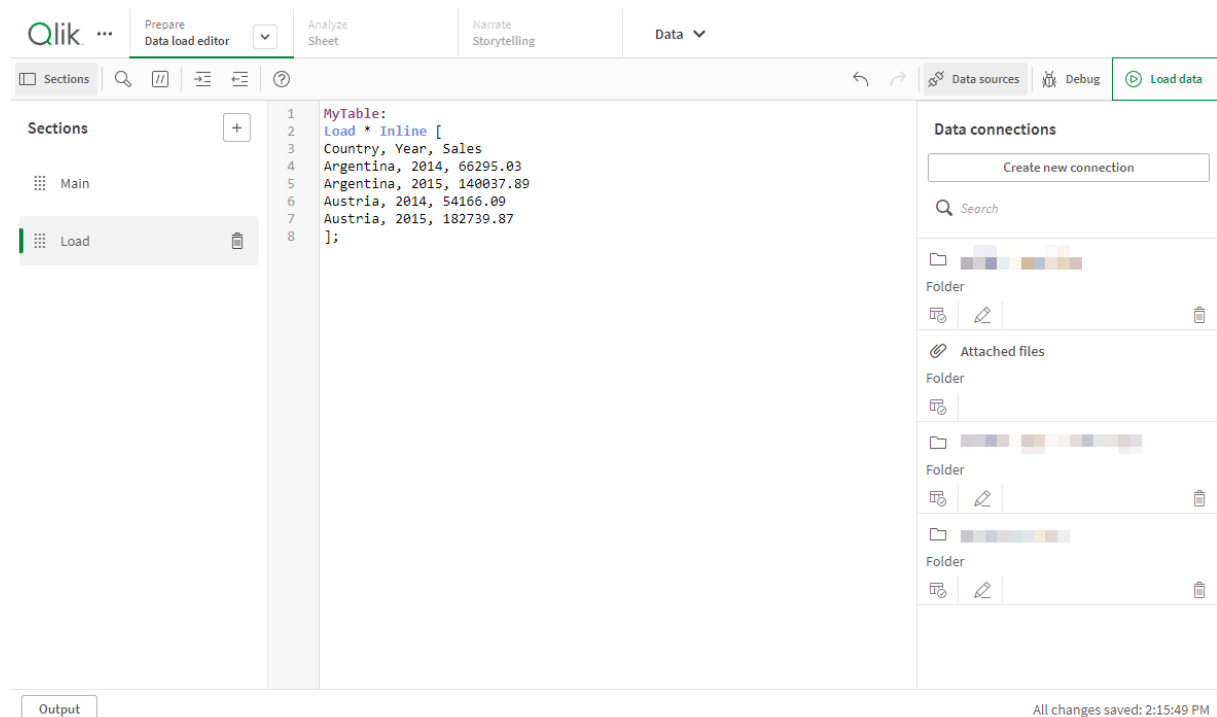 Qlik
Prepare
Data load editor
Analyze
Sheet
Narrate
Storytelling
Data
Sections
//
?
Data sources
Debug
Load data
Sections
+
Main
Load
1 MyTable:
2 Load * Inline [
3 Country, Year, Sales
4 Argentina, 2014, 66295.03
5 Argentina, 2015, 140037.89
6 Austria, 2014, 54166.09
7 Austria, 2015, 182739.87
8 ];
Data connections
Create new connection
Search
Folder
Attached files
Folder
Folder
Folder
Output
All changes saved: 2:15:49 PM